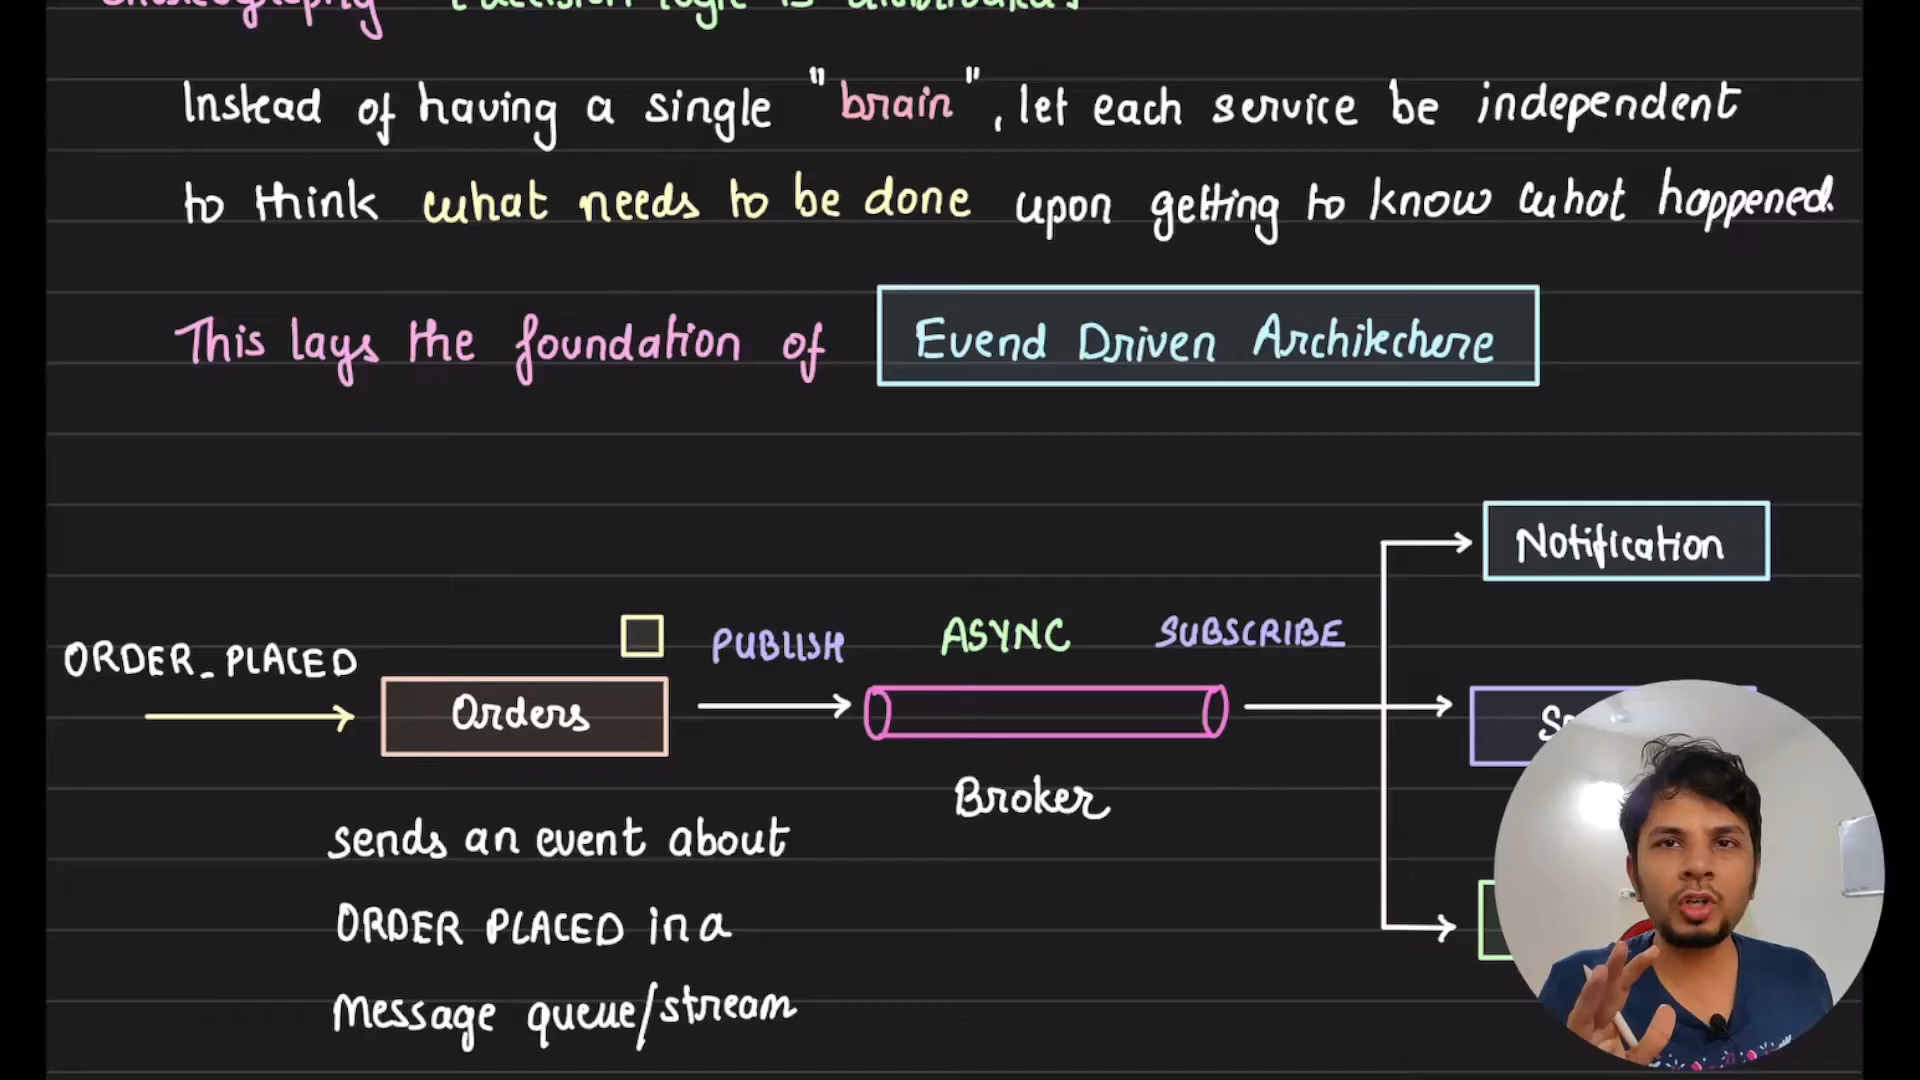 Instead of having a single "brain", let each service be independent
to think what needs to be done upon getting to know what happened.
This lays the foundation of Evend Driven Architechere
Notification
ORDER_PLACED
PUBLISH ASYNC SUBSCRIBE
Orders
Broker
sends an event about
ORDER PLACED in a
Message queue/stream